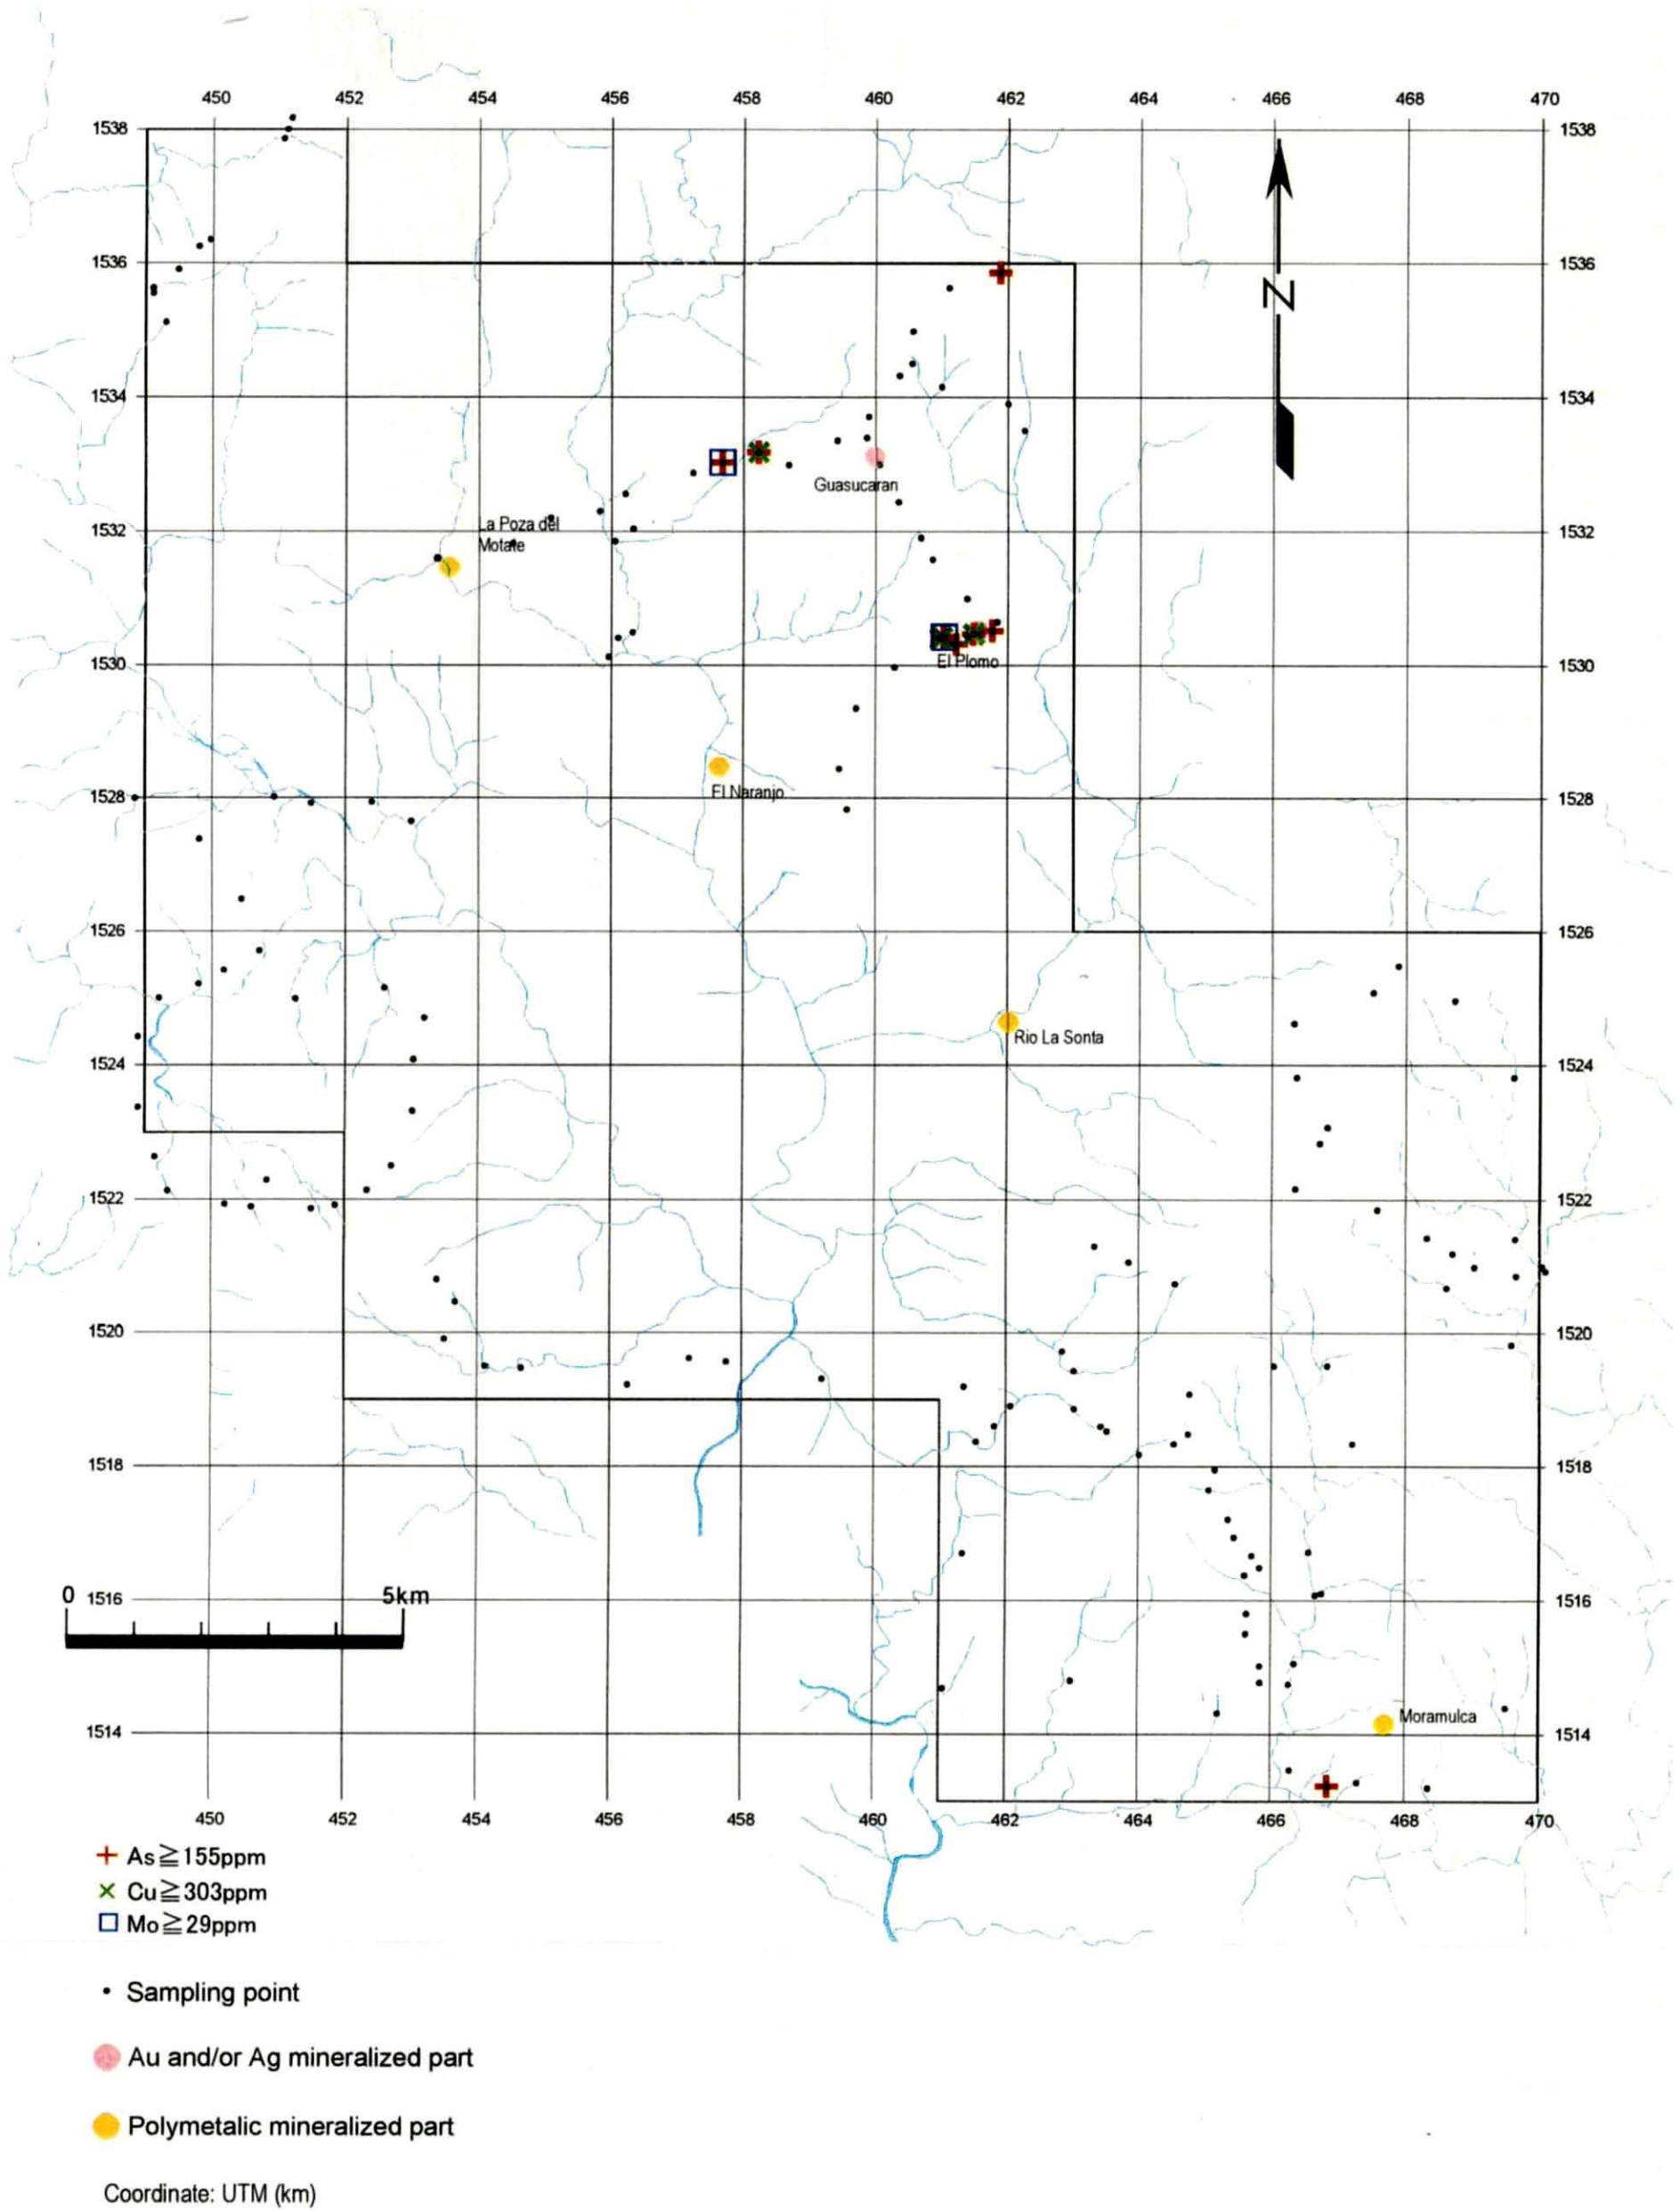 450 452 454 456 458 460 462 464 466 468 470
1538 1538
1536 1536
N
1534 1534
Guasucaran
La Poza del
Motate
1532 1532
El Plomo
1530 1530
El Naranjo
1528 1528
1526 1526
Rio La Sonta
1524 1524
1522 1522
1520 1520
1518 1518
0 5km
1516 1516
Moramulca
1514 1514
450 452 454 456 458 460 462 464 466 468 470
+ As≧155ppm
× Cu≧303ppm
□ Mo≧29ppm
• Sampling point
Au and/or Ag mineralized part
Polymetalic mineralized part
Coordinate: UTM (km)